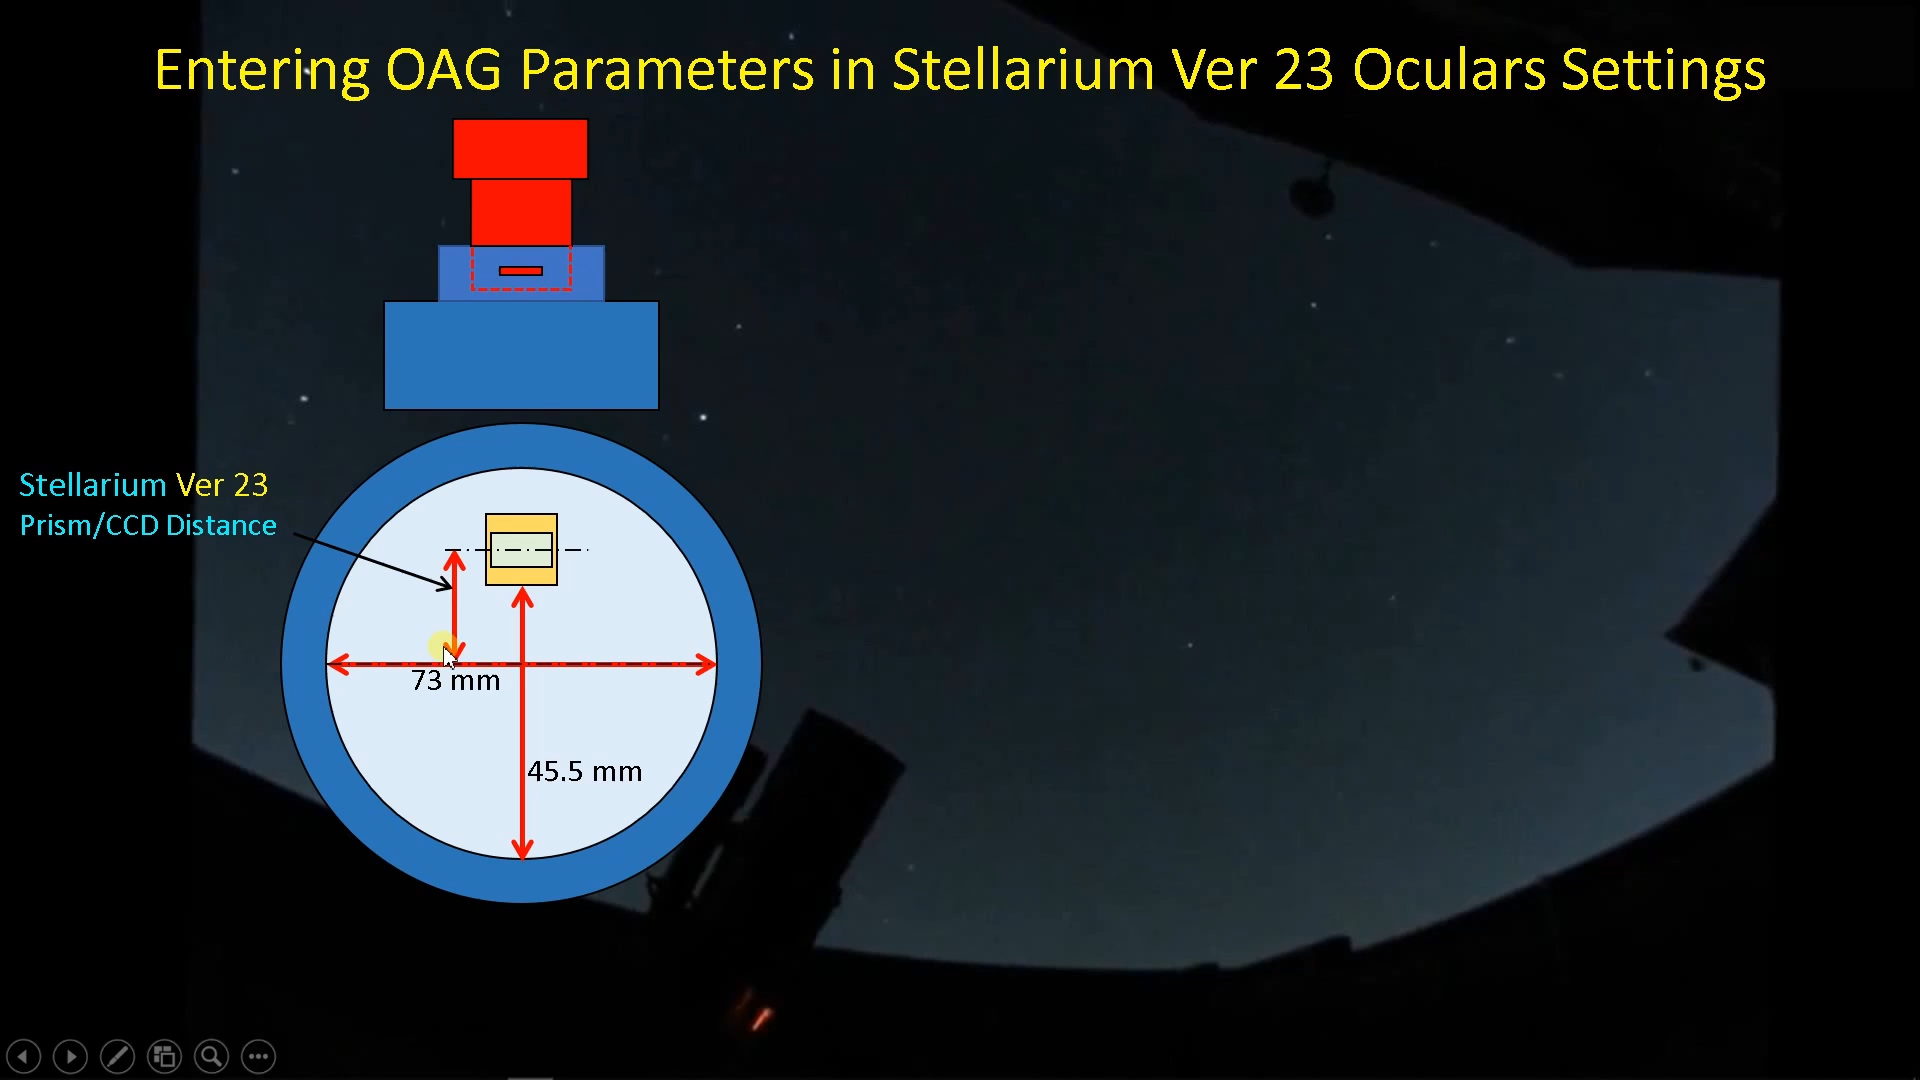 Entering OAG Parameters in Stellarium Ver 23 Oculars Settings
Stellarium Ver 23
Prism/CCD Distance
73 mm
45.5 mm